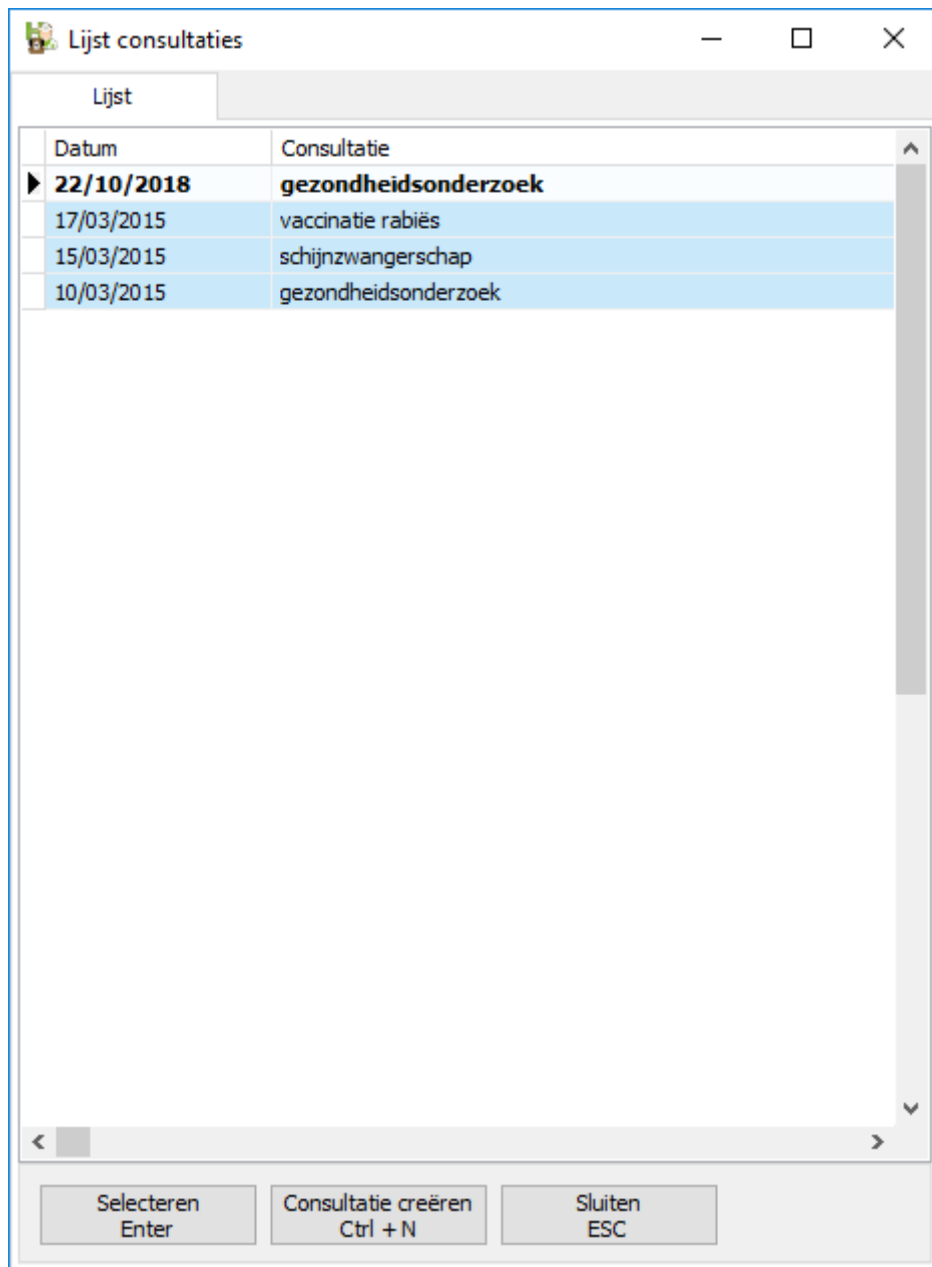 Lijst consultaties
Lijst
Datum Consultatie
22/10/2018 gezondheidsonderzoek
17/03/2015 vaccinatie rabiës
15/03/2015 schijnzwangerschap
10/03/2015 gezondheidsonderzoek
Selecteren Consultatie creëren Sluiten
Enter Ctrl + N ESC